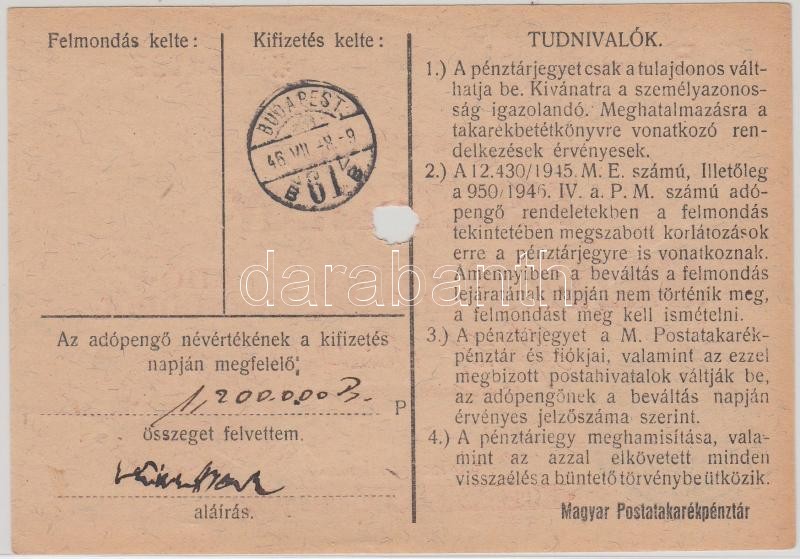 Felmondás kelte :
Kifizetés kelte :
BUDAPEST
46 VII -8-9
61
Az adópengő névértékének a kifizetés
napján megfelelő
1,200.000 P
összeget felvettem.
aláírás.
TUDNIVALÓK.
1.) A pénztárjegyet csak a tulajdonos vált-
hatja be. Kívánatra a személyazonos-
ság igazolandó. Meghatalmazásra a
takarekbetétkönyvre vonatkozó ren-
delkezések érvényesek.
2.) A 12.430/1945. M. E. számú, Illetőleg
a 950/1946. IV. a. P. M. számú adó-
pengő rendeletekben a felmondás
tekintetében megszabott korlátozások
erre a pénztárjegyre is vonatkoznak.
Amennyiben a beváltás a felmondás
lejáratának napján nem történik meg,
a felmondást meg kell ismételni.
3.) A pénztárjegyet a M. Postatakarék-
pénztár és fiókjai, valamint az ezzel
megbizott postahivatalok váltják be,
az adópengőnek a beváltás napján
érvényes jelzőszáma szerint.
4.) A pénztárjegy meghamisítása, vala-
mint az azzal elkövetett minden
visszaélés a büntető törvénybe ütközik.
Magyar Postatakarékpénztár
darabanth